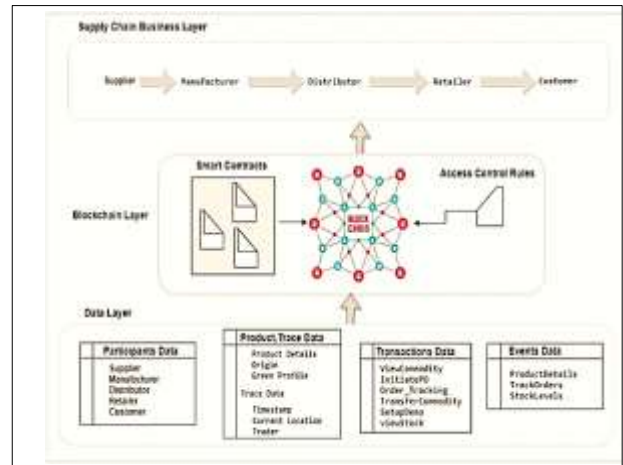 Supply Chain Business Layer
Supplier Manufacturer Distributor Retailer Customer
Smart Contracts
Access Control Rules
BLOCK
CHAIN
Blockchain Layer
Data Layer
Participants Data
Supplier
Manufacturer
Distributor
Retailer
Customer
Product,Trace Data
Product Details
Origin
Green Profile
Trace Data
Timestamp
Current Location
Trader
Transactions Data
ViewCommodity
InitiatePO
Order_Tracking
TransferCommodity
SetupDemo
viewStock
Events Data
ProductDetails
TrackOrders
StockLevels